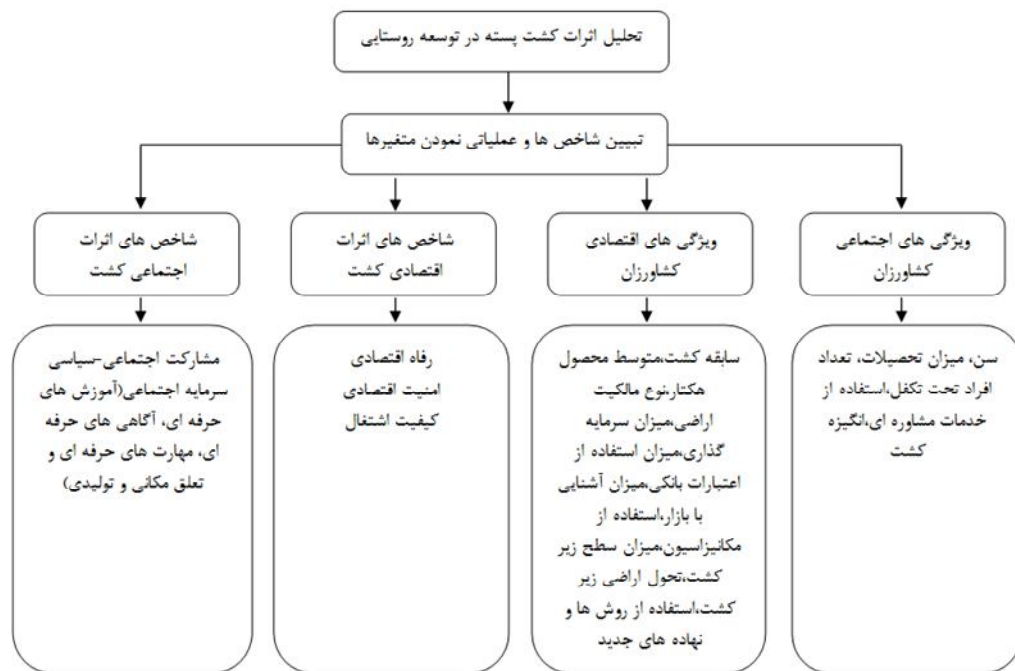 تحلیل اثرات کشت پسته در توسعه روستایی
تبیین شاخص ها و عملیاتی نمودن متغیرها
ویژگی های اجتماعی
کشاورزان
ویژگی های اقتصادی
کشاورزان
شاخص های اثرات
اقتصادی کشت
شاخص های اثرات
اجتماعی کشت
سن، میزان تحصیلات، تعداد
افراد تحت تکفل،استفاده از
خدمات مشاوره ای،انگیزه
کشت
سابقه کشت،متوسط محصول
هکتار،نوع مالکیت
اراضی،میزان سرمایه
گذاری،میزان استفاده از
اعتبارات بانکی،میزان آشنایی
با بازار،استفاده از
مکانیزاسیون،میزان سطح زیر
کشت،تحول اراضی زیر
کشت،استفاده از روش ها و
نهاده های جدید
رفاه اقتصادی
امنیت اقتصادی
کیفیت اشتغال
مشارکت اجتماعی-سیاسی
سرمایه اجتماعی(آموزش های
حرفه ای، آگاهی های حرفه
ای، مهارت های حرفه ای و
تعلق مکانی و تولیدی)